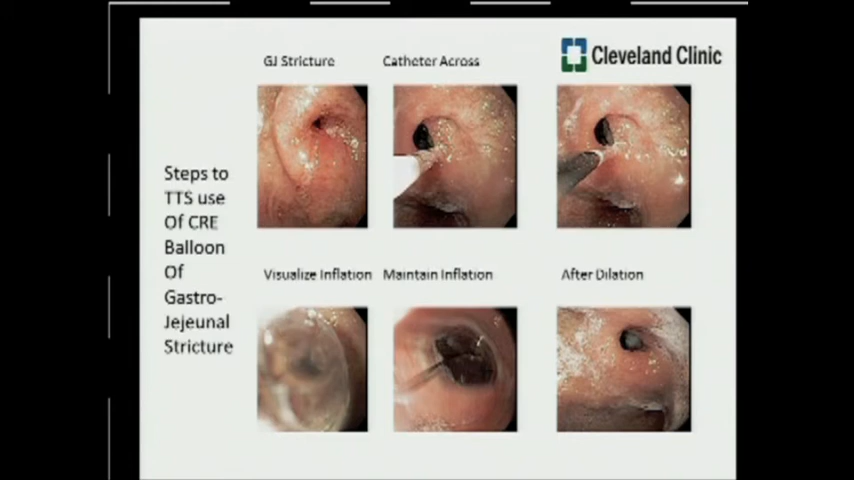 Cleveland Clinic
GJ Stricture
Catheter Across
Steps to
TTS use
Of CRE
Balloon
Of
Gastro-
Jejeunal
Stricture
Visualize Inflation
Maintain Inflation
After Dilation